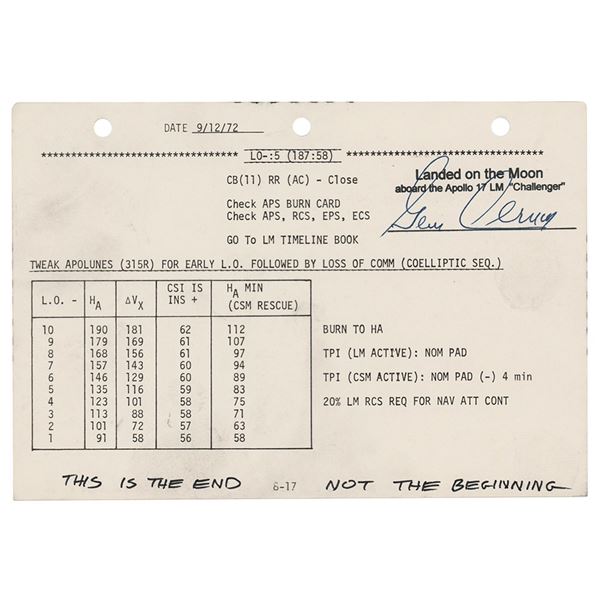 DATE 9/12/72
******************************* LO-:5 (187:58) *******************************
Landed on the Moon
aboard the Apollo 17 LM "Challenger"
Gene Cernan
CB(11) RR (AC) - Close
Check APS BURN CARD
Check APS, RCS, EPS, ECS
GO To LM TIMELINE BOOK
TWEAK APOLUNES (315R) FOR EARLY L.O. FOLLOWED BY LOSS OF COMM (COELLIPTIC SEQ.)
L.O. - HA ΔVX CSI IS INS + HA MIN (CSM RESCUE)
10 190 181 62 112
9 179 169 61 107
8 168 156 61 97
7 157 143 60 94
6 146 129 60 89
5 135 116 59 83
4 123 101 58 75
3 113 88 58 71
2 101 72 57 63
1 91 58 56 58
BURN TO HA
TPI (LM ACTIVE): NOM PAD
TPI (CSM ACTIVE): NOM PAD (-) 4 min
20% LM RCS REQ FOR NAV ATT CONT
THIS IS THE END 6-17 NOT THE BEGINNING